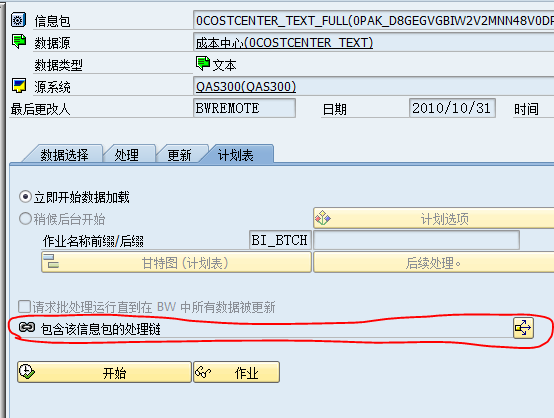 信息包 0COSTCENTER_TEXT_FULL(0PAK_D8GEGVGBIW2V2MNN48V0DP
数据源 成本中心(0COSTCENTER_TEXT)
数据类型 文本
源系统 QAS300(QAS300)
最后更改人 BWREMOTE 日期 2010/10/31 时间
数据选择 处理 更新 计划表
立即开始数据加载
稍候后台开始 计划选项
作业名称前缀/后缀 BI_BTCH
甘特图(计划表) 后续处理。
请求批处理运行直到在 BW 中所有数据被更新
包含该信息包的处理链
开始 作业